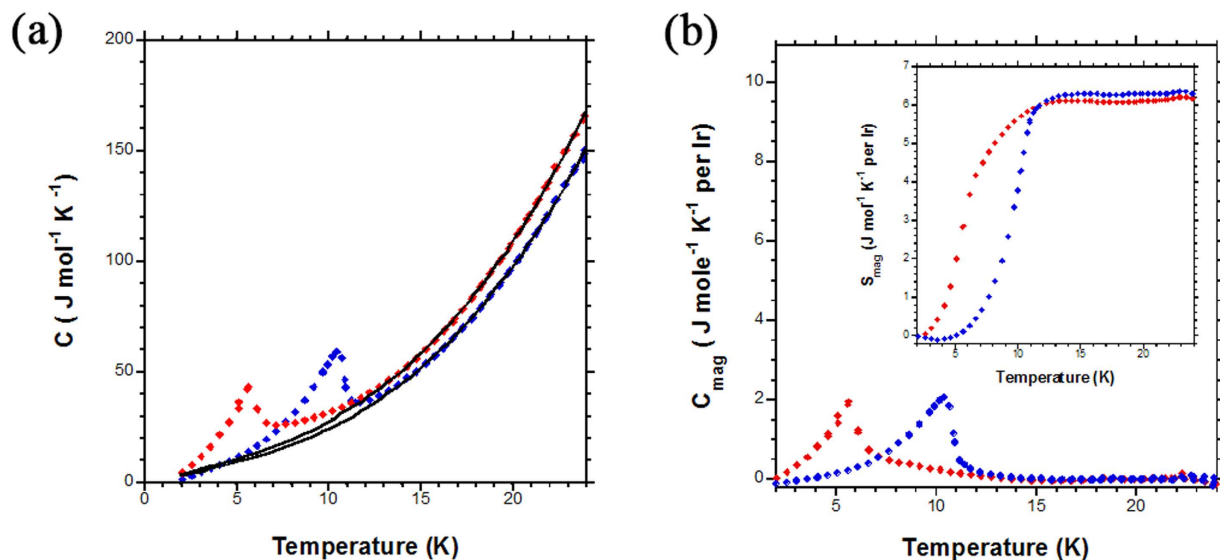 (a)
200
150
100
50
0
C ( J mol⁻¹ K⁻¹)
0 5 10 15 20
Temperature (K)
(b)
10
8
6
4
2
0
C_mag ( J mole⁻¹ K⁻¹ per Ir)
5 10 15 20
Temperature (K)
7
6
5
4
3
2
1
0
S_mag (J mol⁻¹ K⁻¹ per Ir)
5 10 15 20
Temperature (K)